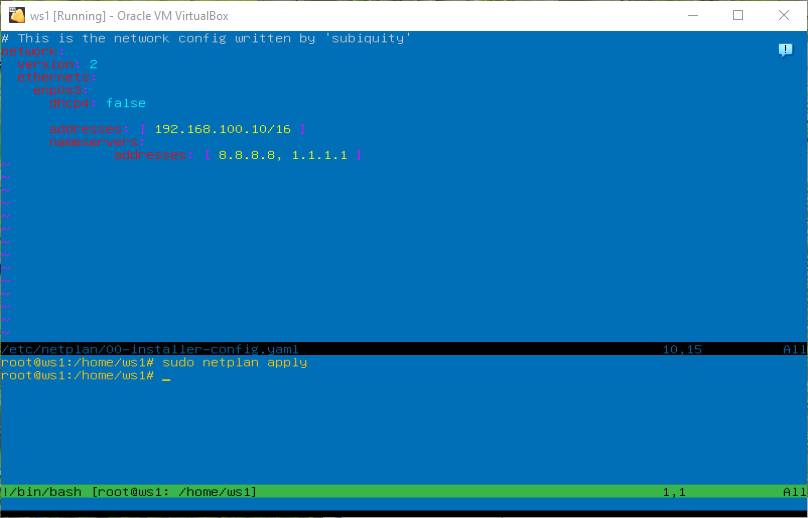 ws1 [Running] - Oracle VM VirtualBox
# This is the network config written by 'subiquity'
network:
  version: 2
  ethernets:
    enp0s3:
      dhcp4: false
      addresses: [ 192.168.100.10/16 ]
      nameservers:
              addresses: [ 8.8.8.8, 1.1.1.1 ]
~
~
~
~
~
~
~
~
~
~
~
~
~
~
/etc/netplan/00-installer-config.yaml 10,15 All
root@ws1:/home/ws1# sudo netplan apply
root@ws1:/home/ws1# _
!/bin/bash [root@ws1: /home/ws1] 1,1 All